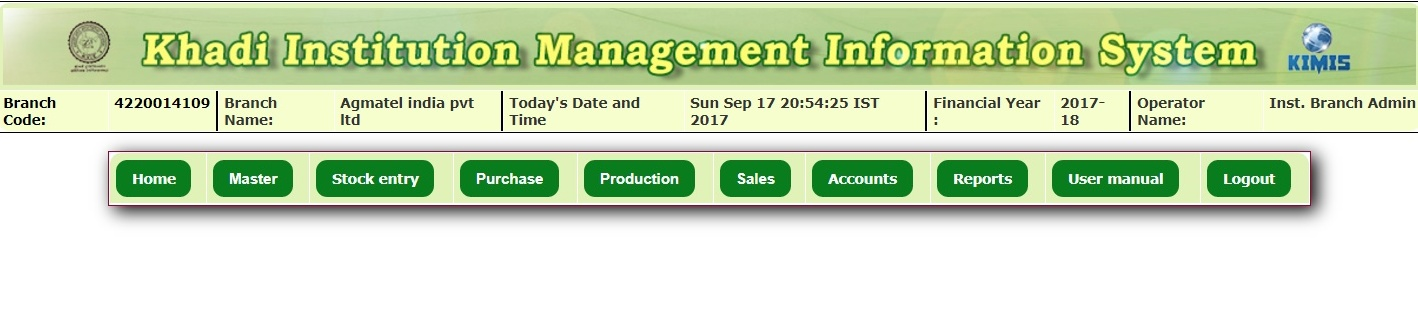 Khadi Institution Management Information System
KIMIS
Branch Code: 4220014109 Branch Name: Agmatel india pvt ltd Today's Date and Time Sun Sep 17 20:54:25 IST 2017 Financial Year : 2017-18 Operator Name: Inst. Branch Admin
Home Master Stock entry Purchase Production Sales Accounts Reports User manual Logout